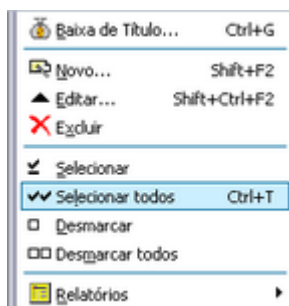 Baixa de Título... Ctrl+G
Novo... Shift+F2
Editar... Shift+Ctrl+F2
Excluir
Selecionar
Selecionar todos Ctrl+T
Desmarcar
Desmarcar todos
Relatórios